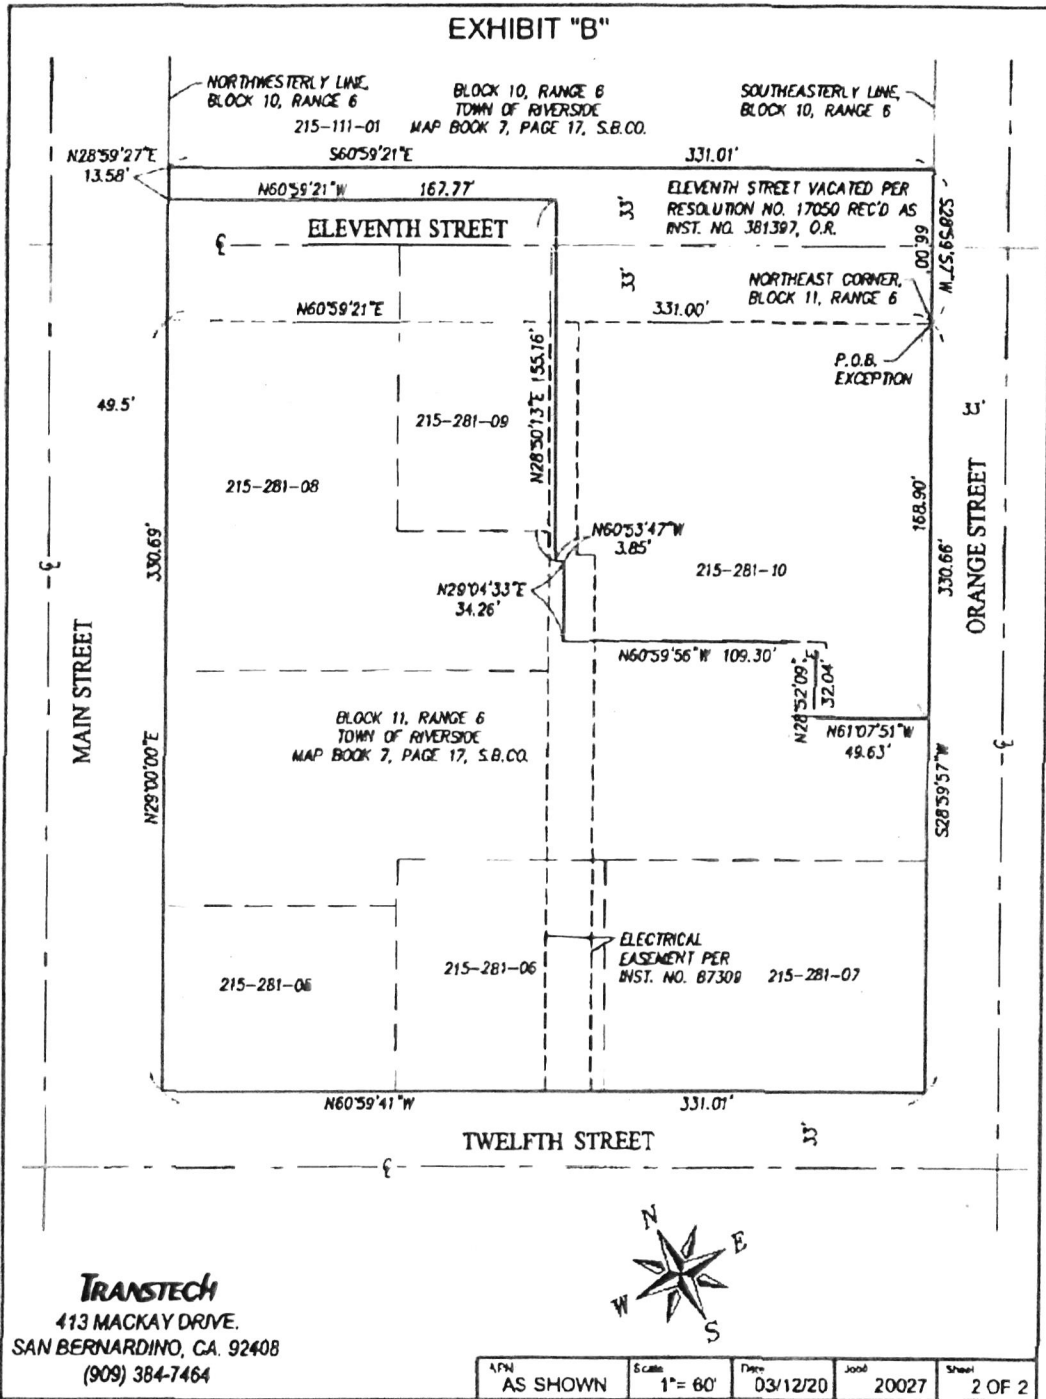 EXHIBIT "B"
NORTHWESTERLY LINE,
BLOCK 10, RANGE 6
BLOCK 10, RANGE 6
TOWN OF RIVERSIDE
MAP BOOK 7, PAGE 17, S.B.CO.
215-111-01
SOUTHEASTERLY LINE,
BLOCK 10, RANGE 6
N28°59'27"E
13.58'
S60°59'21"E
331.01'
N60°59'21"W
167.77'
ELEVENTH STREET VACATED PER
RESOLUTION NO. 17050 REC'D AS
INST. NO. 381397, O.R.
33'
S28°59'57"W
66.00'
ELEVENTH STREET
33'
NORTHEAST CORNER,
BLOCK 11, RANGE 6
N60°59'21"E
331.00'
P.O.B.
EXCEPTION
49.5'
N28°50'13"E 155.16'
33'
215-281-09
215-281-08
168.90'
330.69'
N60°53'47"W
3.85'
330.66'
ORANGE STREET
215-281-10
N29°04'33"E
34.26'
MAIN STREET
N60°59'56"W 109.30'
N28°52'09"E
32.04'
BLOCK 11, RANGE 6
TOWN OF RIVERSIDE
MAP BOOK 7, PAGE 17, S.B.CO.
N61°07'51"W
49.63'
N29°00'00"E
S28°59'57"W
ELECTRICAL
EASEMENT PER
INST. NO. 87309
215-281-06
215-281-07
N60°59'41"W
331.01'
TWELFTH STREET
33'
N
E
W
S
TRANSTECH
413 MACKAY DRIVE.
SAN BERNARDINO, CA. 92408
(909) 384-7464
APN
AS SHOWN
Scale
1"= 60'
Date
03/12/20
Job#
20027
Sheet
2 OF 2